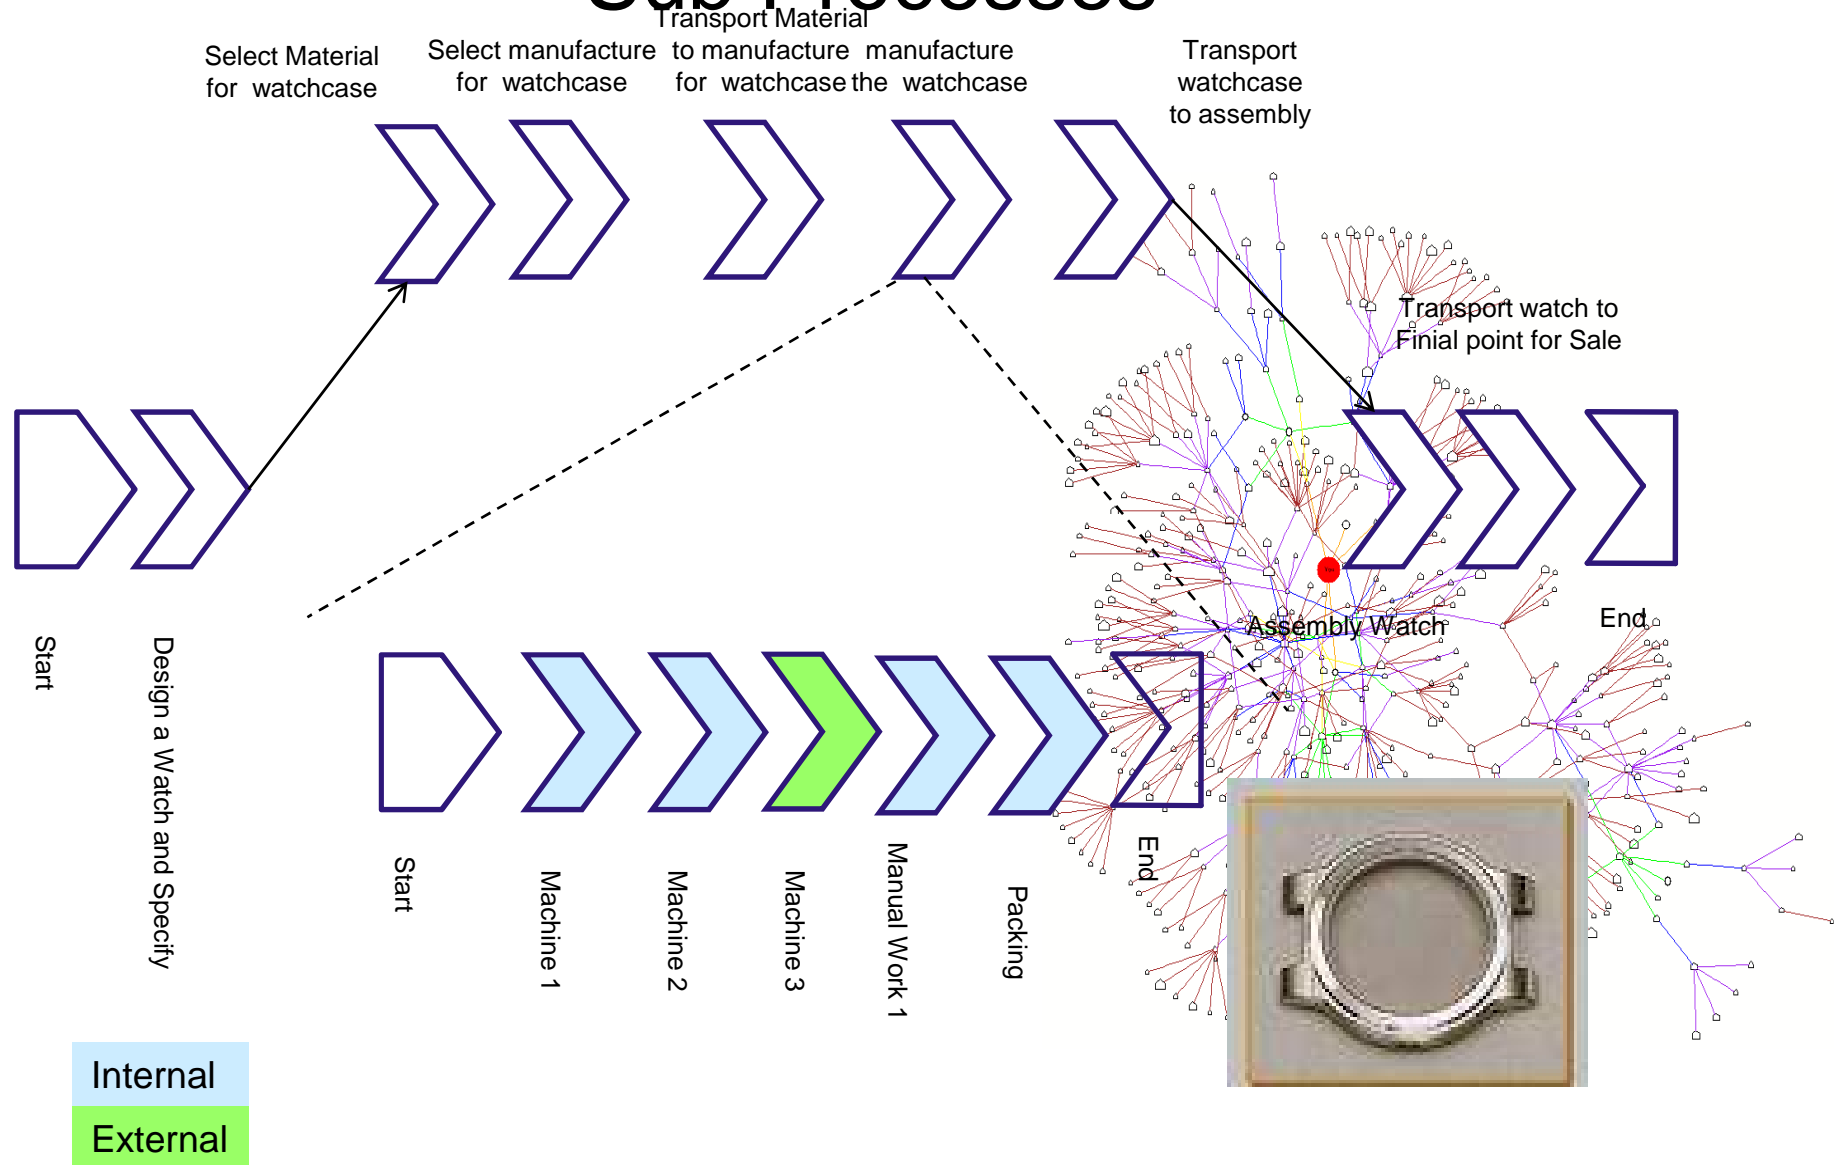 Sub Processes
Select Material
for watchcase
Select manufacture
for watchcase
Transport Material
to manufacture
for watchcase
manufacture
the watchcase
Transport
watchcase
to assembly
Transport watch to
Finial point for Sale
Start
Design a Watch and Specify
Assembly Watch
End
Start
Machine 1
Machine 2
Machine 3
Manual Work 1
Packing
End
Internal
External